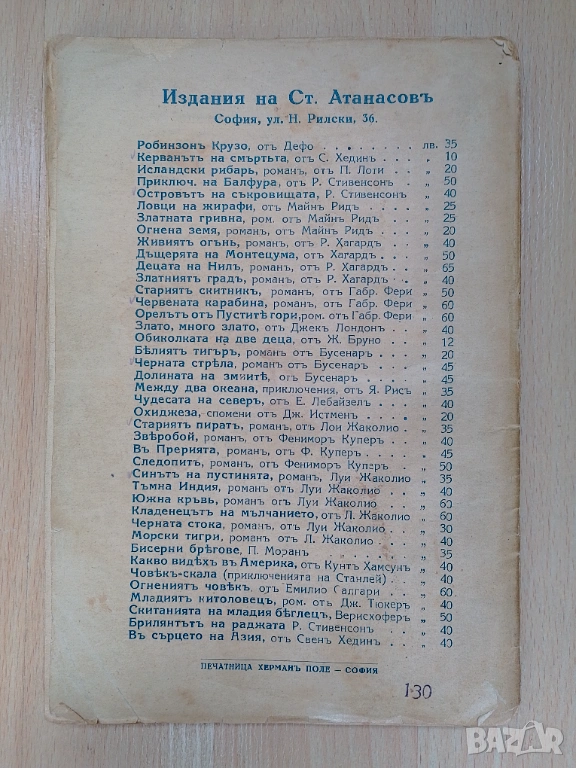 Издания на Ст. Атанасовъ
София, ул. Н. Рилски, 36.
Робинзонъ Крузо, отъ Дефо . . . . . . . . лв. 35
Керванътъ на смъртьта, отъ С. Хединъ . . . „ 10
Исландски рибарь, романъ, отъ П. Лоти . . . „ 20
Приключ. на Балфура, отъ Р. Стивенсонъ . . „ 50
Островътъ на съкровищата, Р. Стивенсонъ „ 40
Ловци на жирафи, отъ Майнъ Ридъ . . . . „ 25
Златната гривна, ром. отъ Майнъ Ридъ . . . „ 25
Огнена земя, романъ, отъ Майнъ Ридъ . . . „ 20
Живиятъ огънь, романъ, отъ Р. Хагардъ . . . „ 40
Дъщерята на Монтецума, отъ Хагардъ . . . „ 50
Децата на Нилъ, романъ, отъ Р. Хагардъ . . „ 65
Златниятъ градъ, романъ, отъ Р. Хагардъ . . „ 40
Стариятъ скитникъ, романъ, отъ Габр. Фери „ 50
Червената карабина, романъ, отъ Габр. Фери „ 60
Орелътъ отъ Пуститѣ гори, ром. отъ Габр. Фери „ 60
Злато, много злато, отъ Джекъ Лондонъ . . . „ 40
Обиколката на две деца, отъ Ж. Бруно . . . „ 12
Бѣлиятъ тигъръ, романъ отъ Бусенаръ . . . „ 20
Черната стрѣла, романъ отъ Бусенаръ . . . „ 45
Долината на змиитѣ, отъ Бусенаръ . . . . „ 45
Между два океана, приключения, отъ Я. Рисъ „ 35
Чудесата на северъ, отъ Е. Лебайзелъ . . . „ 40
Охиджеза, спомени отъ Дж. Истменъ . . . . „ 20
Стариятъ пиратъ, романъ, отъ Лои Жаколио . „ 35
Звѣробой, романъ, отъ Фениморъ Куперъ . . „ 40
Въ Прерията, романъ, отъ Ф. Куперъ . . . „ 45
Следопитъ, романъ, отъ Фениморъ Куперъ „ 50
Синътъ на пустинята, романъ, Луи Жаколио „ 35
Тъмна Индия, романъ отъ Луи Жаколио . . „ 40
Южна кръвь, романъ отъ Луи Жаколио . . „ 60
Кладенецътъ на мълчанието, отъ Л. Жаколио „ 60
Черната стока, романъ, отъ Луи Жаколио . . „ 30
Морски тигри, романъ, отъ Л. Жаколио . . . „ 40
Бисерни брѣгове, П. Моранъ . . . . . . „ 35
Какво видѣхъ въ Америка, отъ Кунтъ Хамсунъ „ 40
Човѣкъ-скала (приключенията на Станлей) . . „ 40
Огнениятъ човѣкъ, отъ Емилио Салгари . . „ 60
Младиятъ китоловецъ, ром. отъ Дж. Тюкеръ „ 40
Скитанията на младия бѣглецъ, Верисхоферъ „ 50
Брилянтътъ на раджата Р. Стивенсонъ . . „ 40
Въ сърцето на Азия, отъ Свенъ Хединъ . . „ 40
ПЕЧАТНИЦА ХЕРМАНЪ ПОЛЕ — СОФИЯ
130
BAZAR